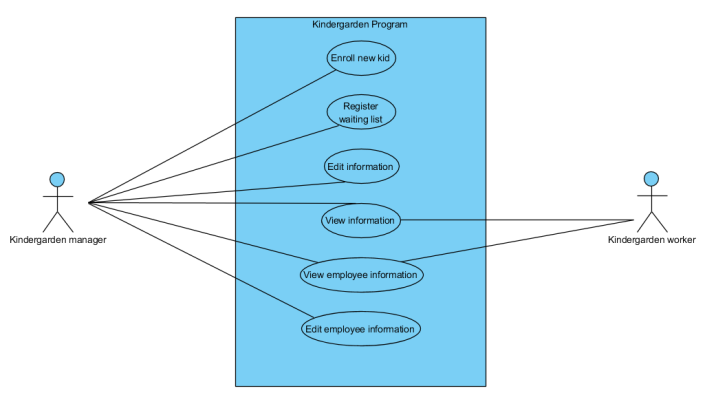 Kindergarden Program
Enroll new kid
Register
waiting list
Edit information
View information
Kindergarden manager
Kindergarden worker
View employee information
Edit employee information